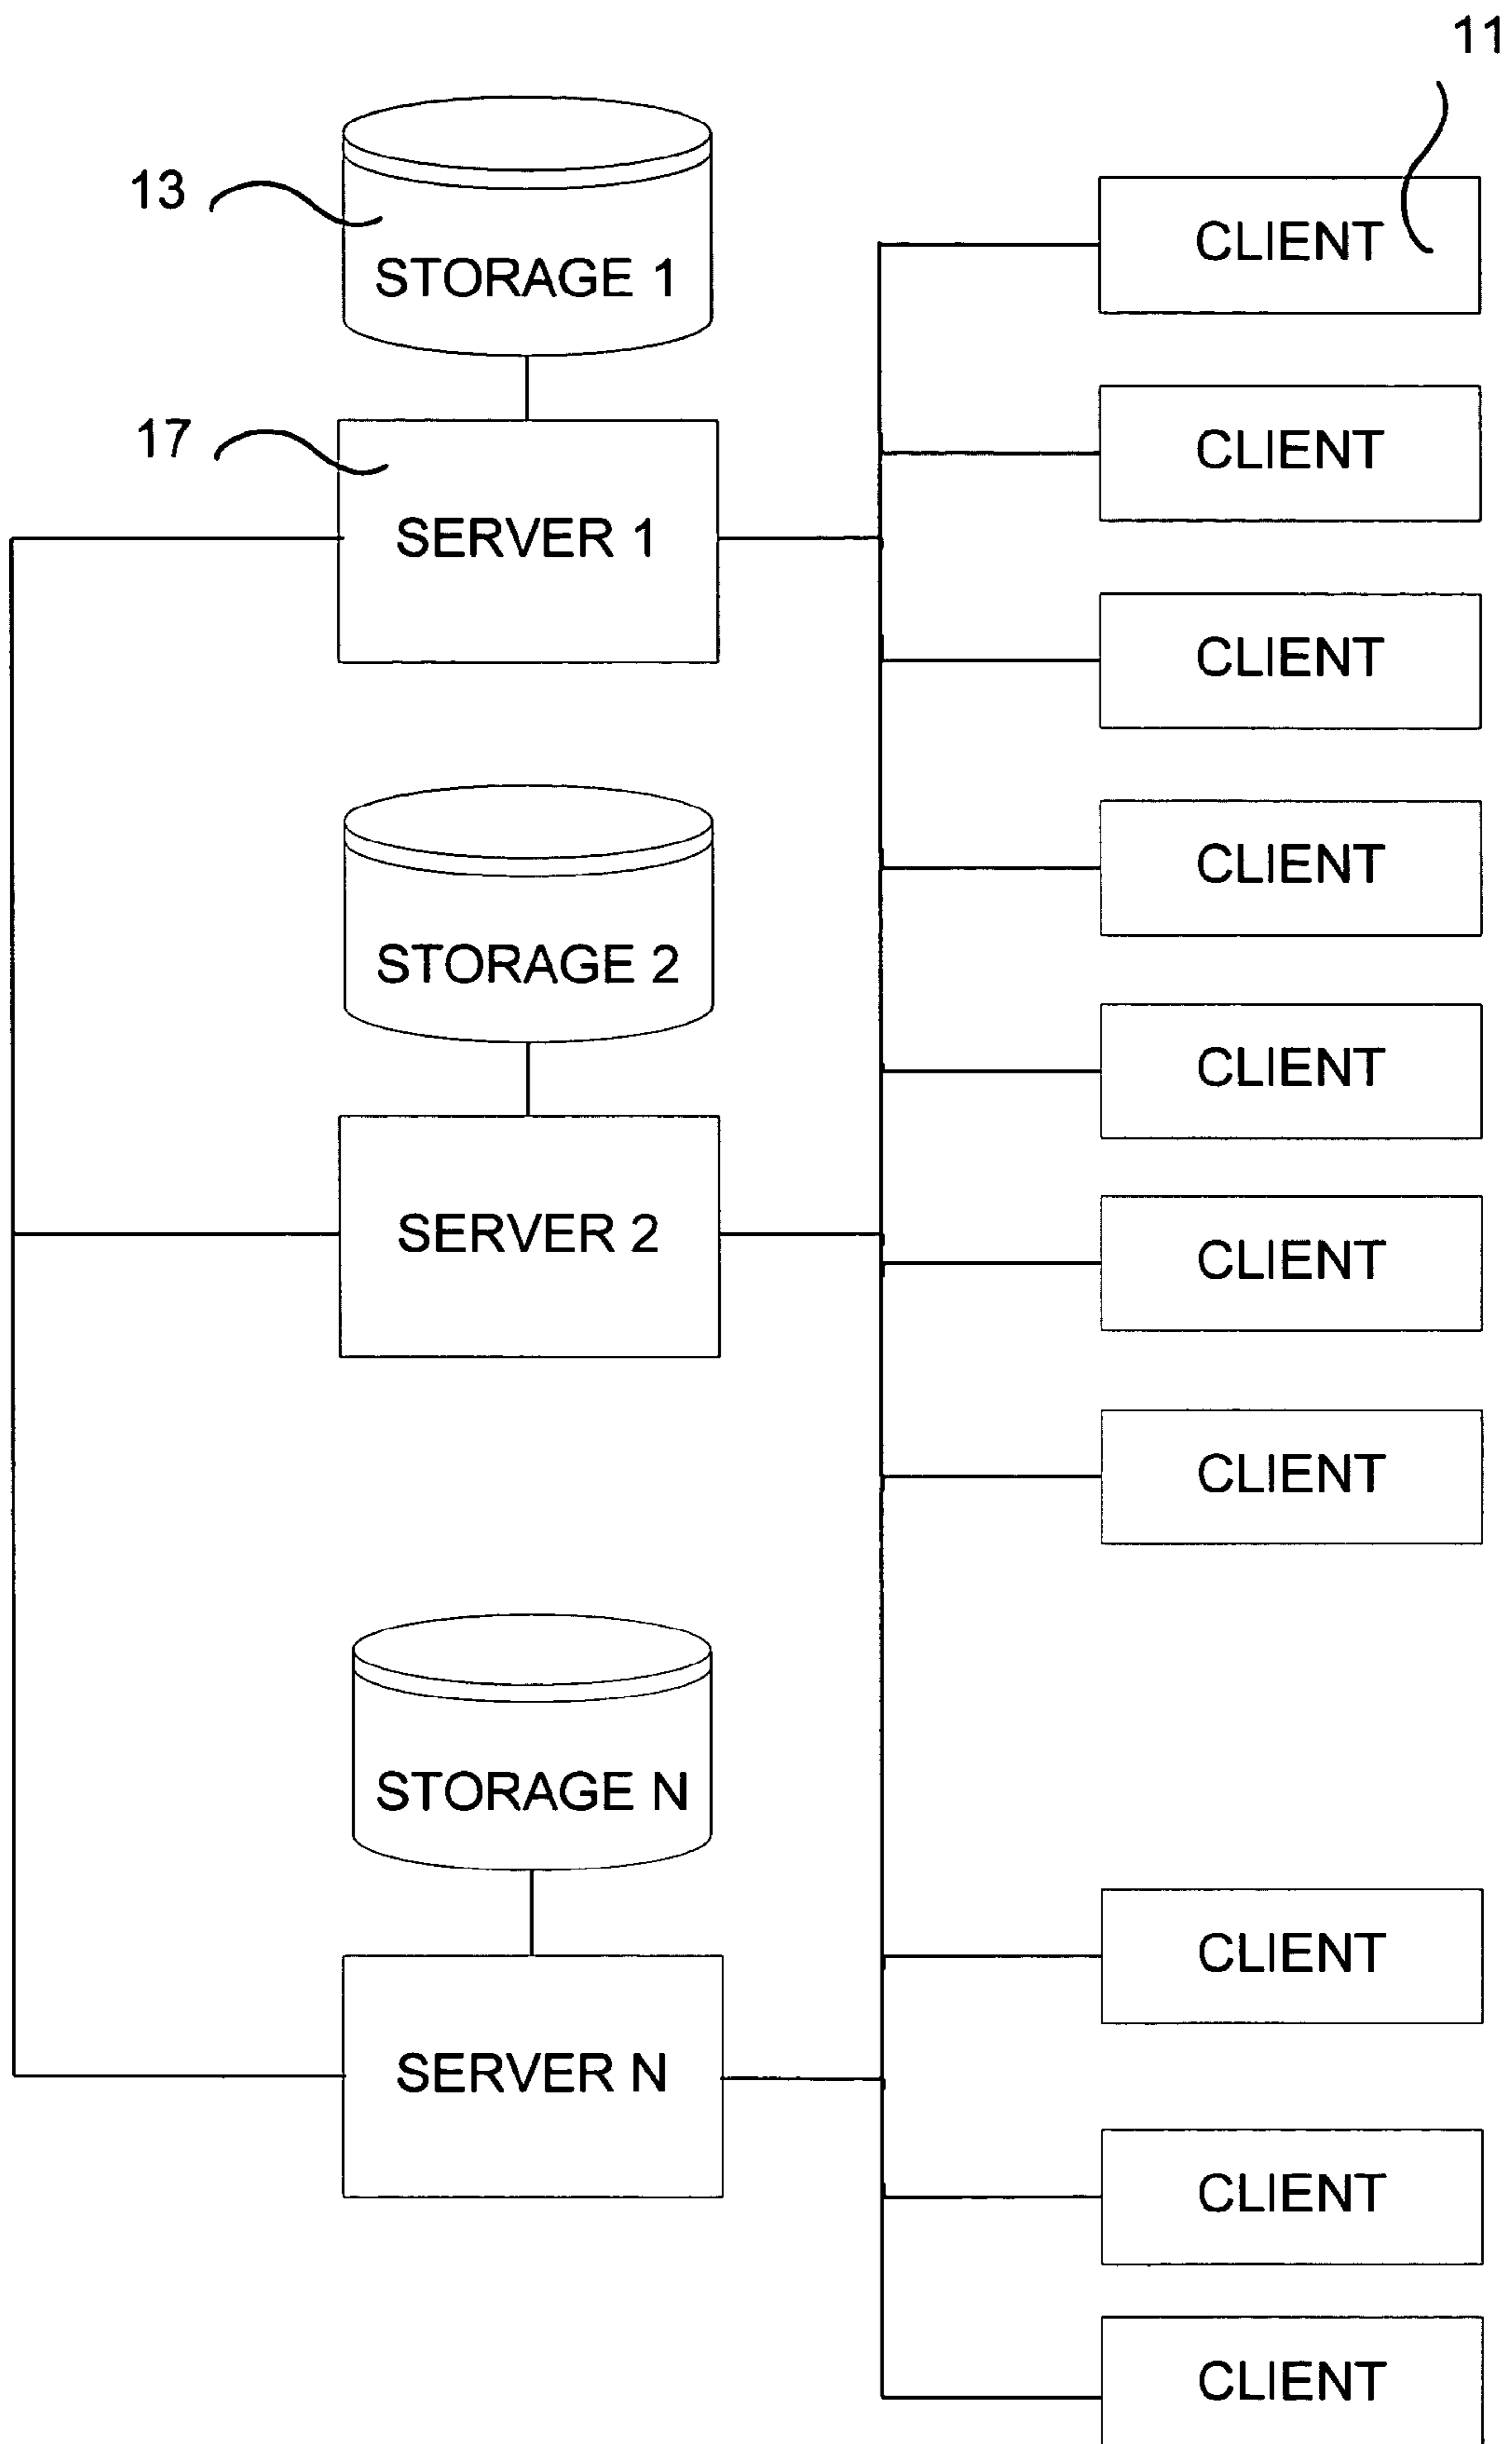 11
13
STORAGE 1
CLIENT
17
CLIENT
SERVER 1
CLIENT
CLIENT
STORAGE 2
CLIENT
SERVER 2
CLIENT
CLIENT
STORAGE N
CLIENT
SERVER N
CLIENT
CLIENT